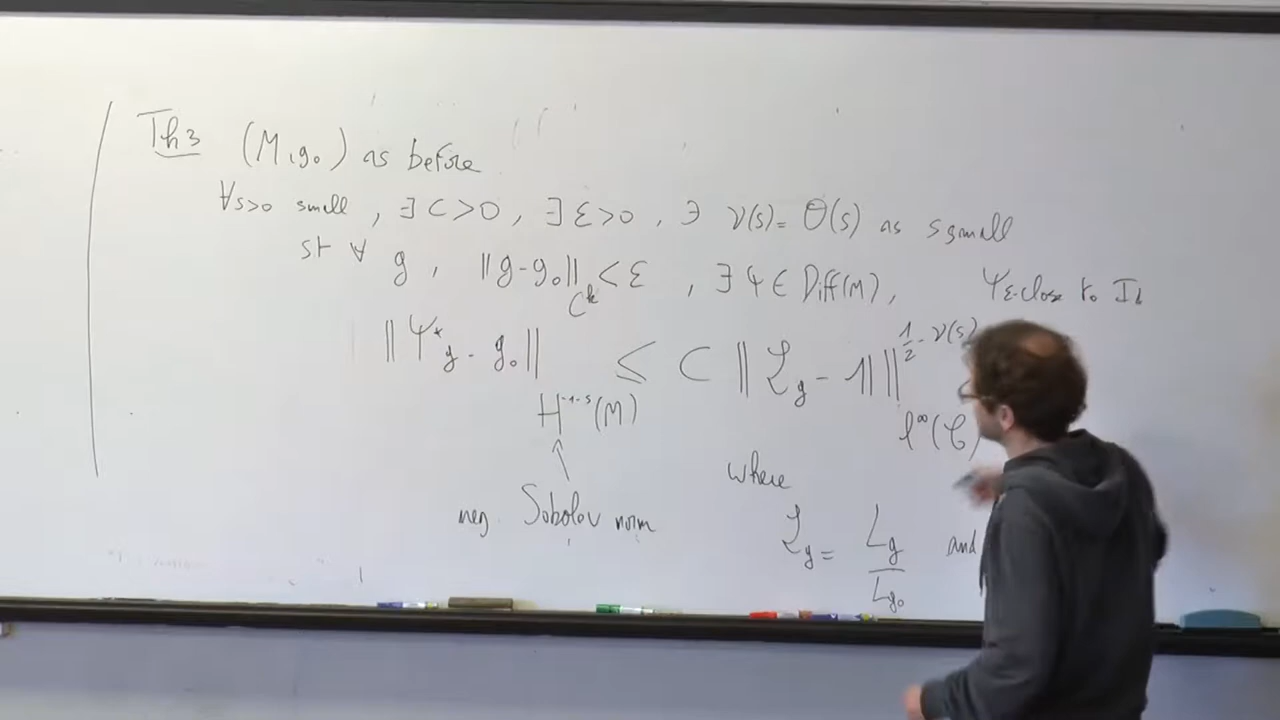 Th3 (M, g₀) as before
∀s>0 small, ∃ C>0, ∃ ε>0, ∃ ν(s) = O(s) as s small
st ∀ g, ‖g-g₀‖_{C^k} < ε, ∃ ψ ∈ Diff(M), ψ ε-close to Id
‖ψ*g - g₀‖_{H^{-1-s}(M)} ≤ C ‖ℒ_g - 1‖^{1/2 - ν(s)}_{ℓ^∞(𝒞)}
neg. Sobolev norm
where
ℒ_g = L_g / L_{g₀} and